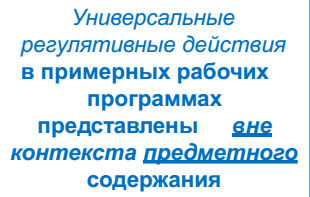 Универсальные
регулятивные действия
в примерных рабочих
программах
представлены вне
контекста предметного
содержания